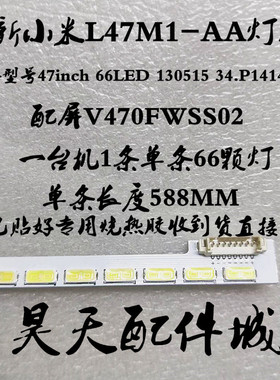 新小米L47M1-AA灯
型号47inch 66LED 130515 34.P1414
配屏V470FWSS02
一台机1条单条66颗灯
单条长度588MM
已贴好专用烧热胶收到货直接
昊天配件城